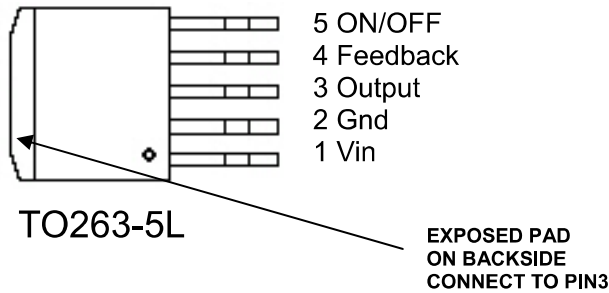 5 ON/OFF
4 Feedback
3 Output
2 Gnd
1 Vin
TO263-5L
EXPOSED PAD
ON BACKSIDE
CONNECT TO PIN3